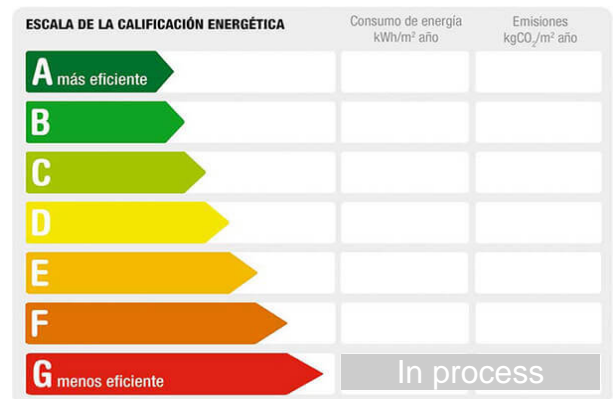 ESCALA DE LA CALIFICACIÓN ENERGÉTICA
Consumo de energía
kWh/m² año
Emisiones
kgCO₂/m² año
A más eficiente
B
C
D
E
F
G menos eficiente
In process